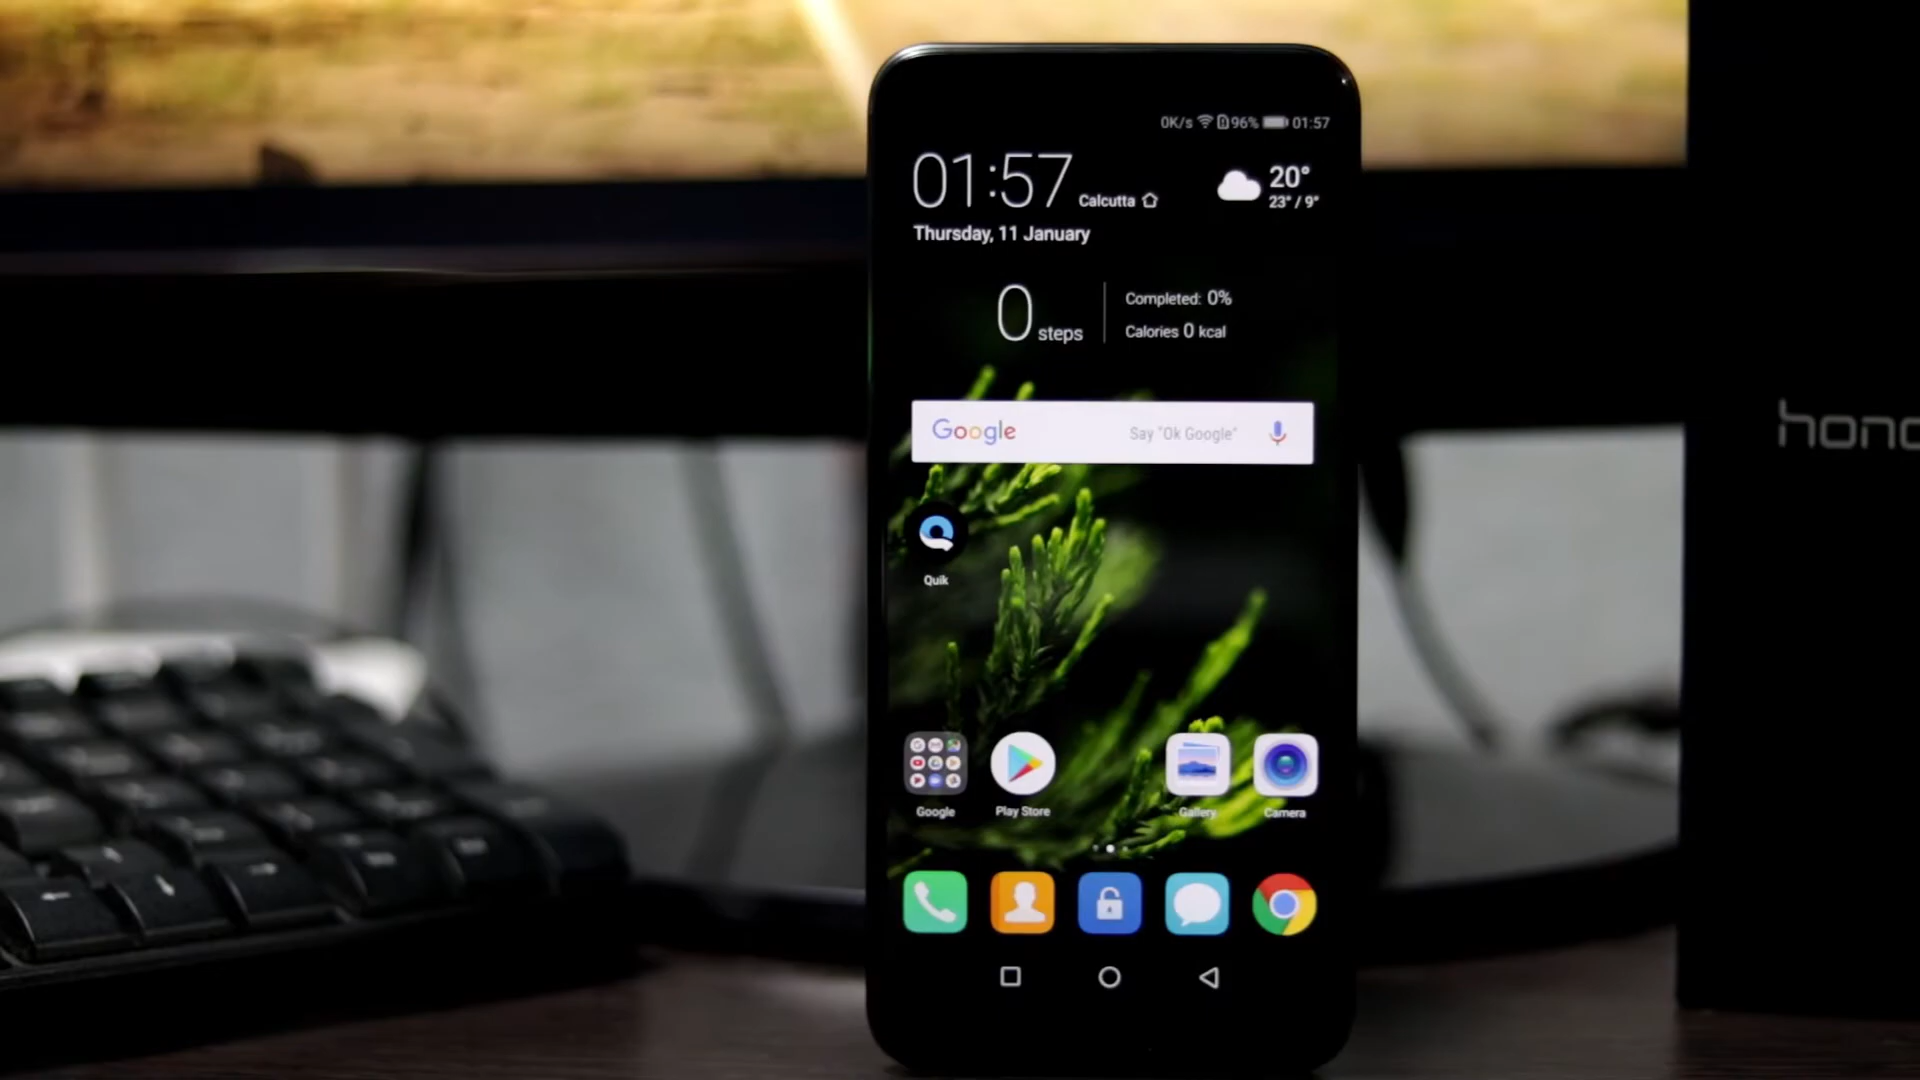 0K/s 96% 01:57
01:57 Calcutta
20°
23° / 9°
Thursday, 11 January
0 steps
Completed: 0%
Calories 0 kcal
Google Say "Ok Google"
hono
Quik
Google Play Store Gallery Camera